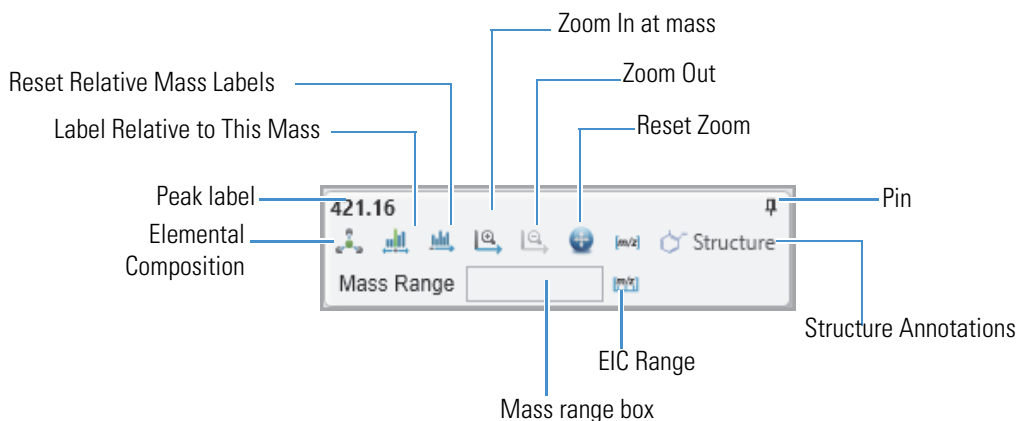 Zoom In at mass
Reset Relative Mass Labels
Zoom Out
Label Relative to This Mass
Reset Zoom
Peak label
421.16
Pin
Elemental
Composition
[m/z]
Structure
Mass Range
[m/z]
Structure Annotations
EIC Range
Mass range box